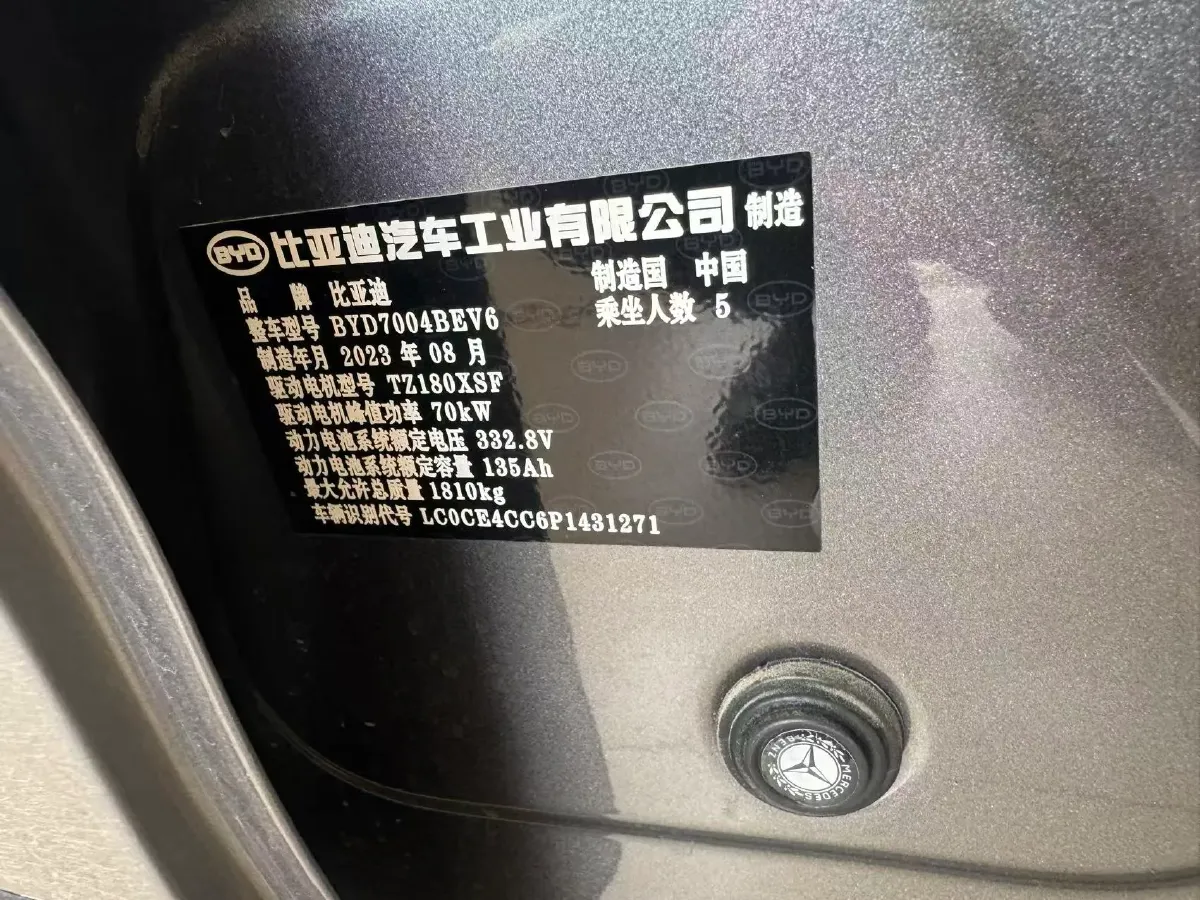 BYD 比亚迪汽车工业有限公司 制造
品 牌 比亚迪
制造国 中国
整车型号 BYD7004BEV6
乘坐人数 5
制造年月 2023 年 08 月
驱动电机型号 TZ180XSF
驱动电机峰值功率 70kW
动力电池系统额定电压 332.8V
动力电池系统额定容量 135Ah
最大允许总质量 1810kg
车辆识别代号 LC0CE4CC6P1431271
MERCEDES
BENZ